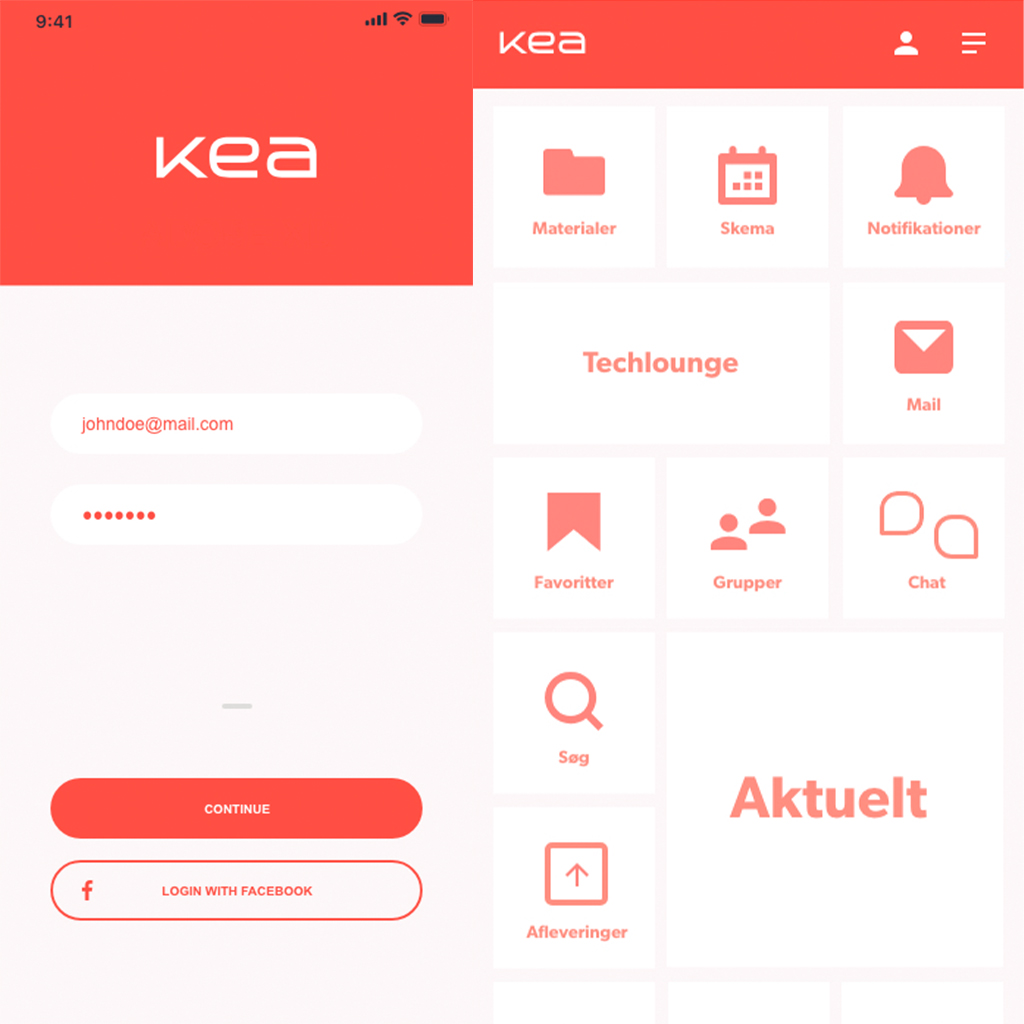 9:41
kea
johndoe@mail.com
•••••••
CONTINUE
f
LOGIN WITH FACEBOOK
kea
Materialer
Skema
Notifikationer
Techlounge
Mail
Favoritter
Grupper
Chat
Søg
Aktuelt
Afleveringer